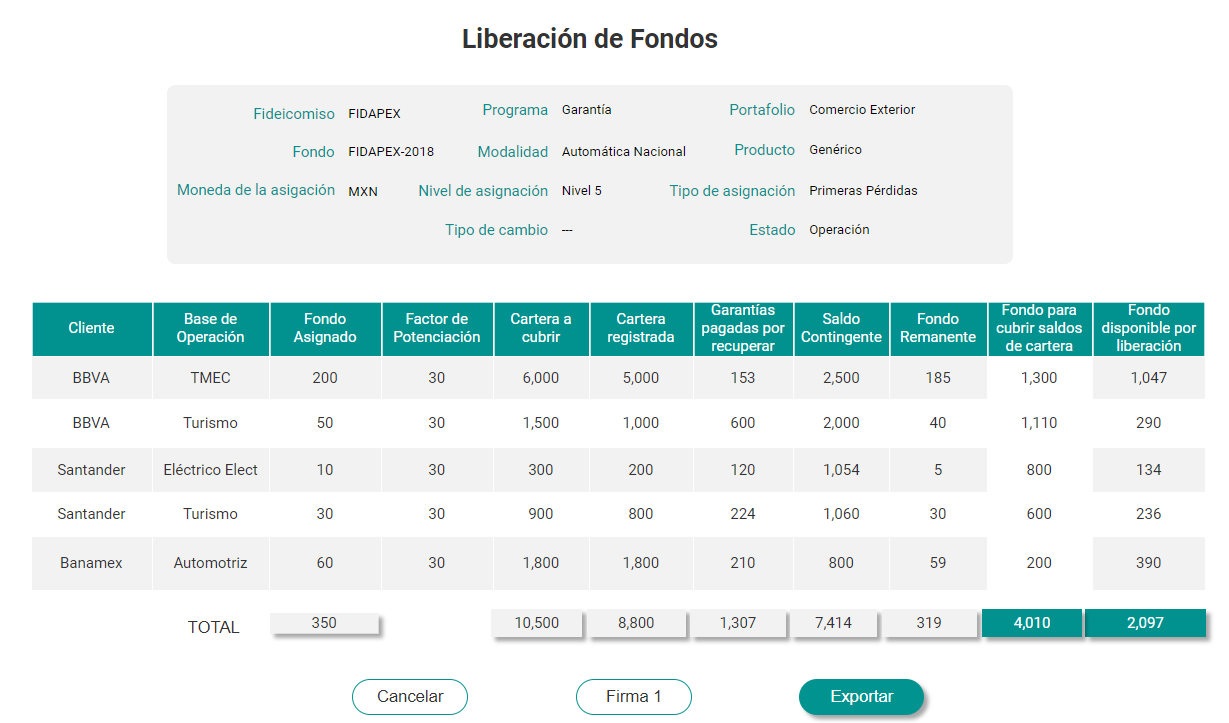 Liberación de Fondos
Fideicomiso FIDAPEX Programa Garantía Portafolio Comercio Exterior
Fondo FIDAPEX-2018 Modalidad Automática Nacional Producto Genérico
Moneda de la asigación MXN Nivel de asignación Nivel 5 Tipo de asignación Primeras Pérdidas
Tipo de cambio --- Estado Operación
Cliente
Base de
Operación
Fondo
Asignado
Factor de
Potenciación
Cartera a
cubrir
Cartera
registrada
Garantías
pagadas por
recuperar
Saldo
Contingente
Fondo
Remanente
Fondo para
cubrir saldos
de cartera
Fondo
disponible por
liberación
BBVA TMEC 200 30 6,000 5,000 153 2,500 185 1,300 1,047
BBVA Turismo 50 30 1,500 1,000 600 2,000 40 1,110 290
Santander Eléctrico Elect 10 30 300 200 120 1,054 5 800 134
Santander Turismo 30 30 900 800 224 1,060 30 600 236
Banamex Automotriz 60 30 1,800 1,800 210 800 59 200 390
TOTAL 350 10,500 8,800 1,307 7,414 319 4,010 2,097
Cancelar Firma 1 Exportar